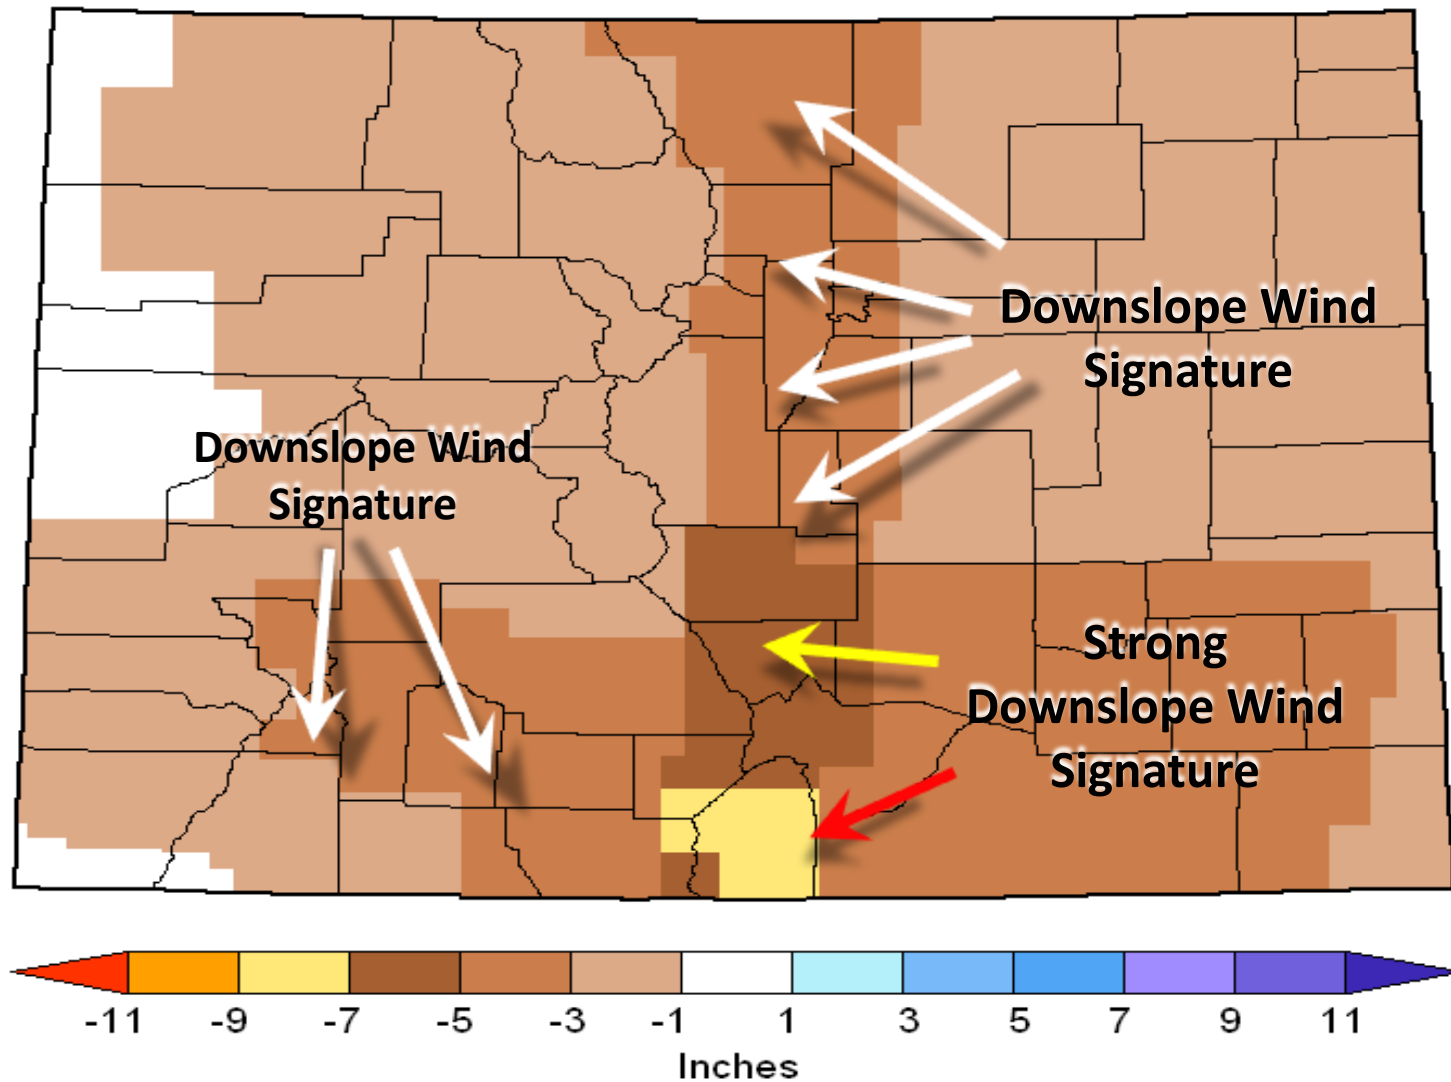 Downslope Wind
Signature
Downslope Wind
Signature
Strong
Downslope Wind
Signature
-11 -9 -7 -5 -3 -1 1 3 5 7 9 11
Inches